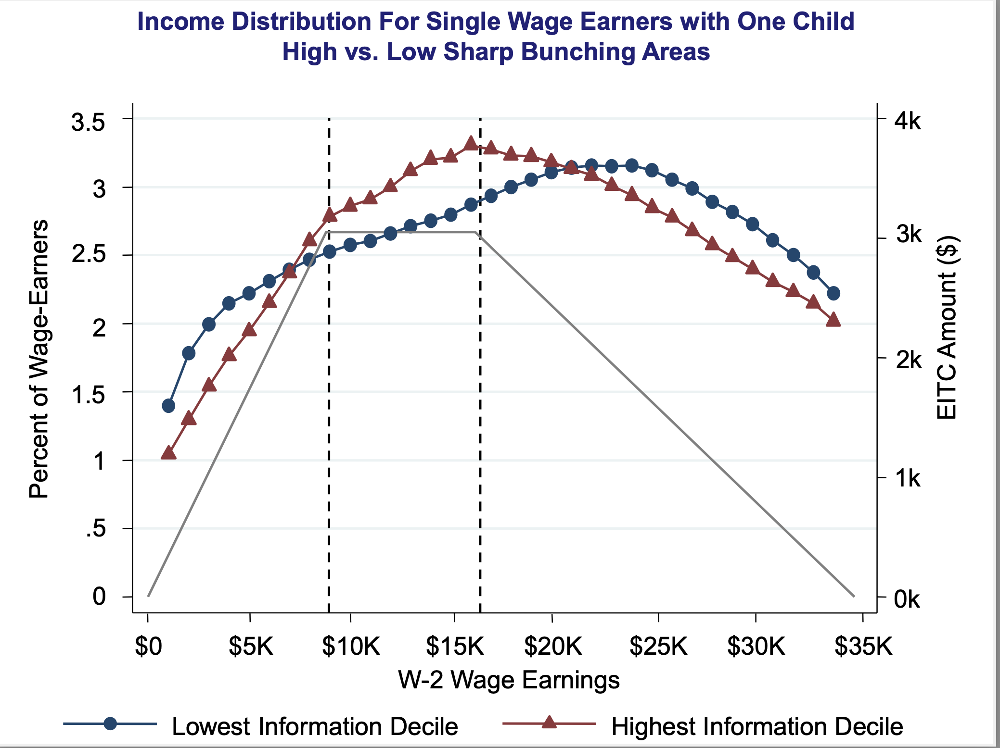 Income Distribution For Single Wage Earners with One Child
High vs. Low Sharp Bunching Areas
3.5
3
2.5
2
1.5
1
.5
0
Percent of Wage-Earners
4k
3k
2k
1k
0k
EITC Amount ($)
$0 $5K $10K $15K $20K $25K $30K $35K
W-2 Wage Earnings
Lowest Information Decile Highest Information Decile